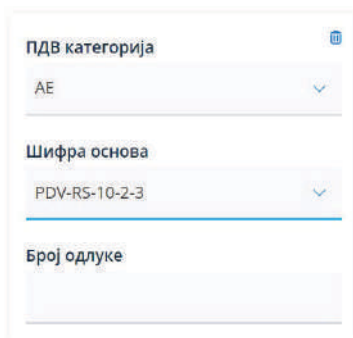 ПДВ категорија
AE
Шифра основа
PDV-RS-10-2-3
Број одлуке